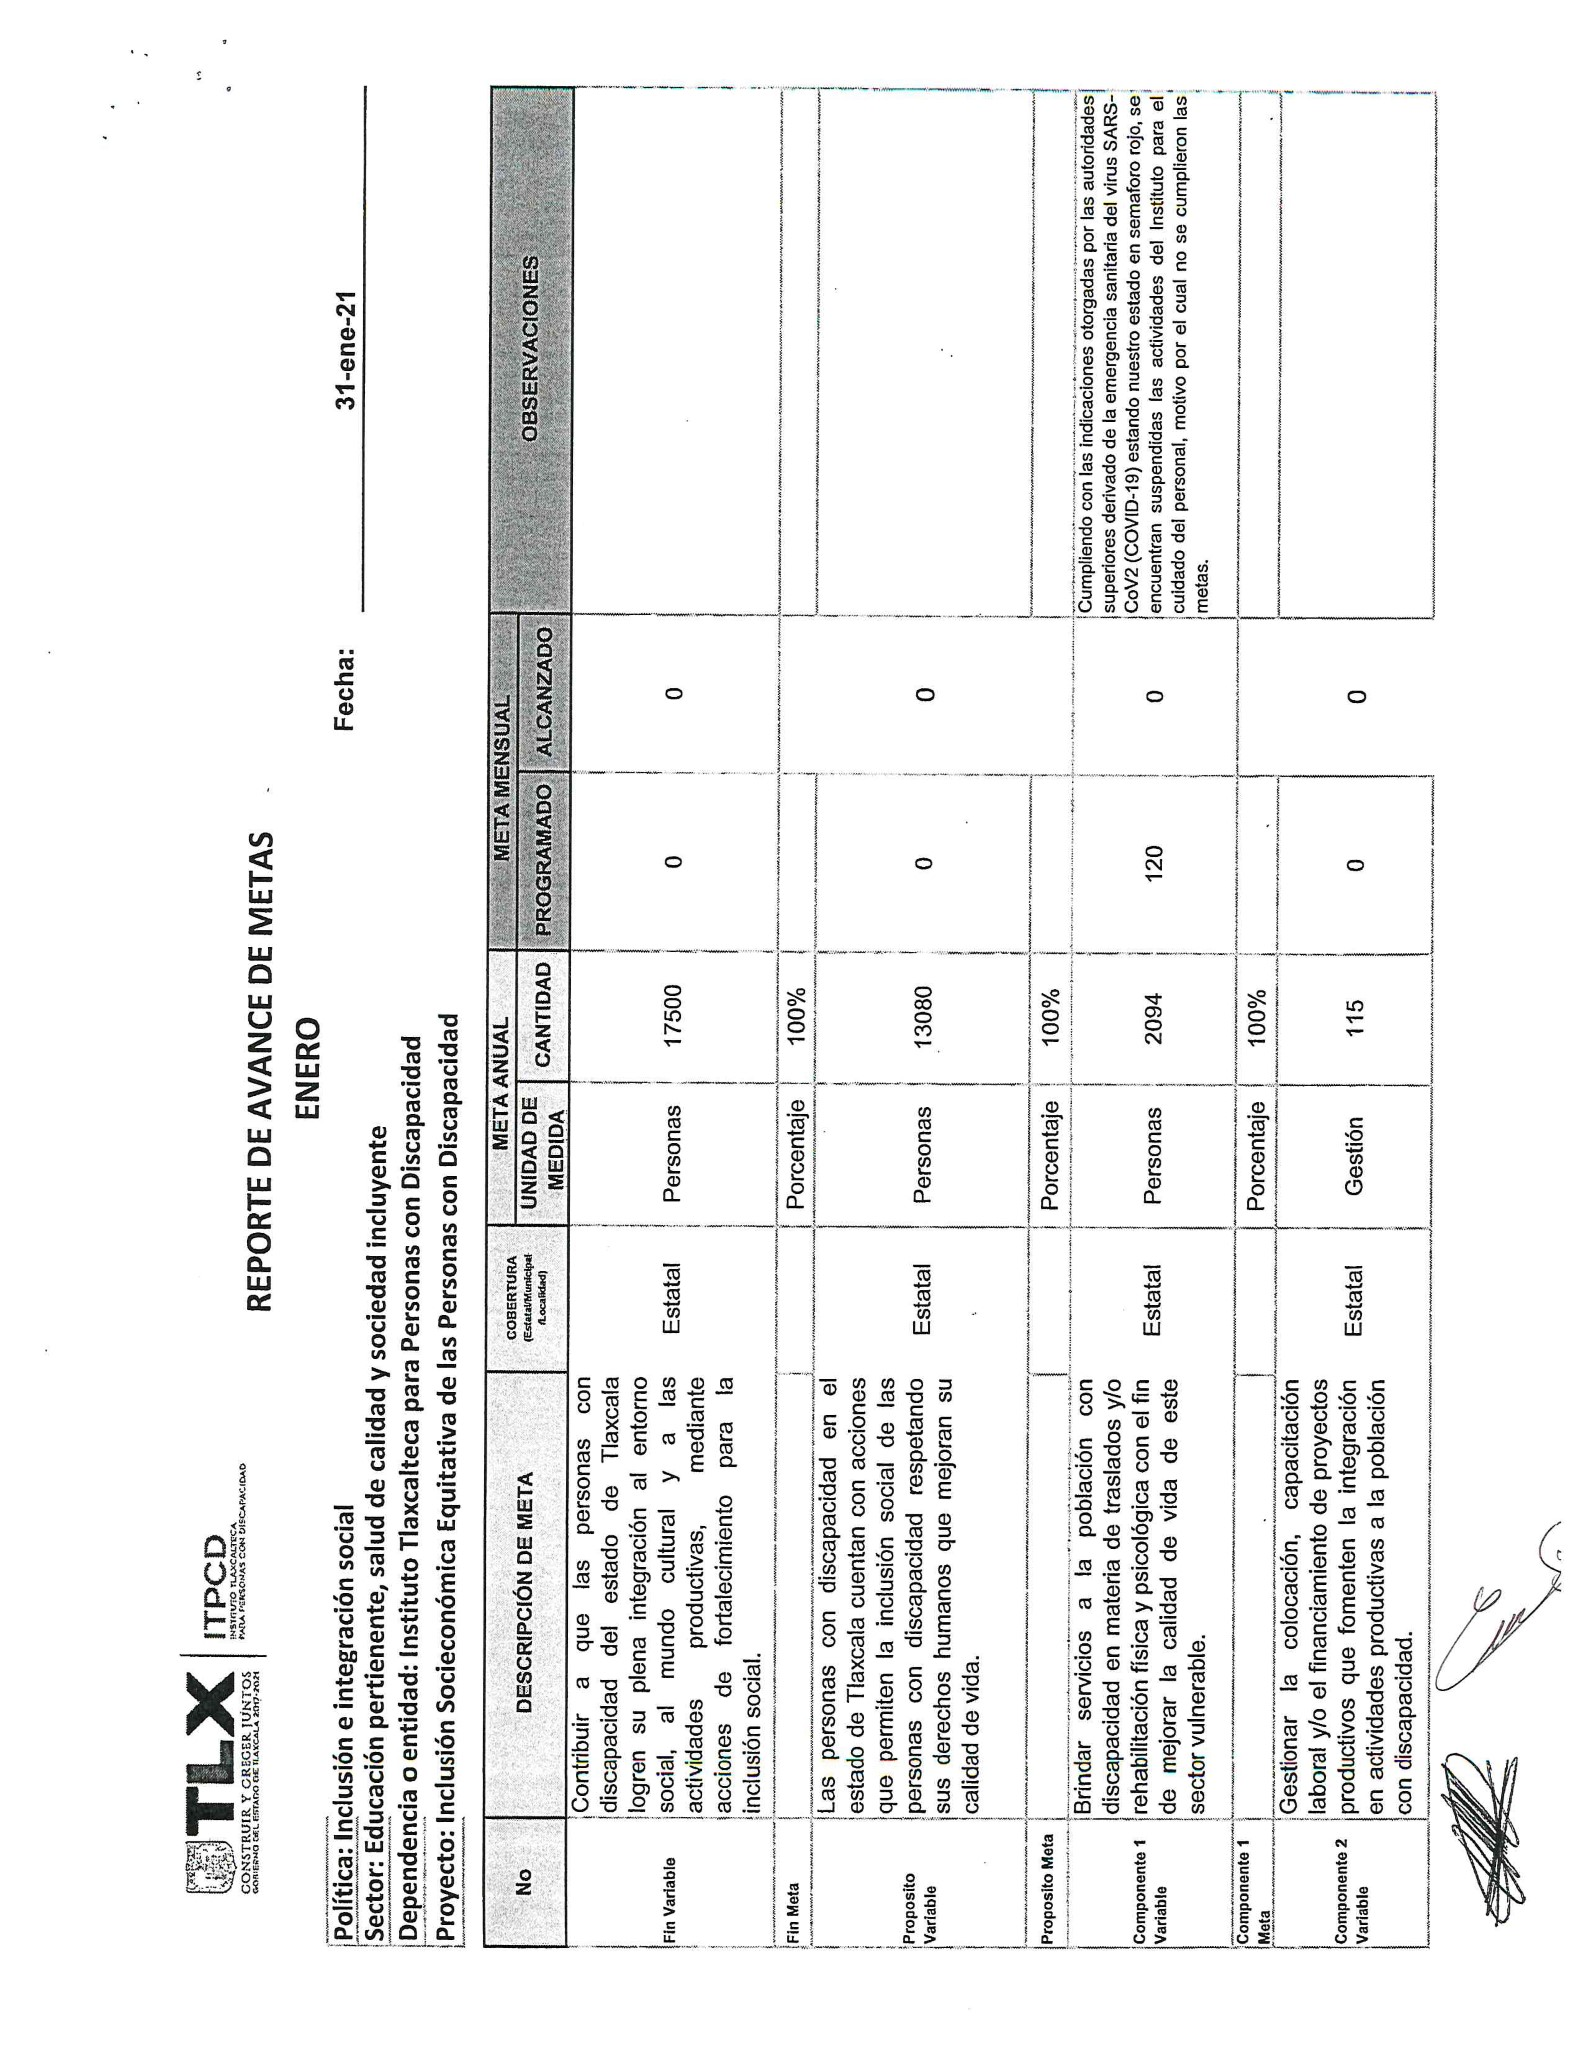 TLX
CONSTRUIR Y CRECER JUNTOS
GOBIERNO DEL ESTADO DE TLAXCALA 2017-2021
ITPCD
INSTITUTO TLAXCALTECA
PARA PERSONAS CON DISCAPACIDAD
REPORTE DE AVANCE DE METAS
ENERO
Política: Inclusión e integración social
Fecha: 31-ene-21
Sector: Educación pertinente, salud de calidad y sociedad incluyente
Dependencia o entidad: Instituto Tlaxcalteca para Personas con Discapacidad
Proyecto: Inclusión Socieconómica Equitativa de las Personas con Discapacidad
No
DESCRIPCIÓN DE META
COBERTURA
(Estatal/Municipal
/Localidad)
META ANUAL
UNIDAD DE
MEDIDA
CANTIDAD
META MENSUAL
PROGRAMADO
ALCANZADO
OBSERVACIONES
Fin Variable
Contribuir a que las personas con
discapacidad del estado de Tlaxcala
logren su plena integración al entorno
social, al mundo cultural y a las
actividades productivas, mediante
acciones de fortalecimiento para la
inclusión social.
Estatal
Personas
17500
0
0
Fin Meta
Porcentaje
100%
Proposito
Variable
Las personas con discapacidad en el
estado de Tlaxcala cuentan con acciones
que permiten la inclusión social de las
personas con discapacidad respetando
sus derechos humanos que mejoran su
calidad de vida.
Estatal
Personas
13080
0
0
Proposito Meta
Porcentaje
100%
Componente 1
Variable
Brindar servicios a la población con
discapacidad en materia de traslados y/o
rehabilitación física y psicológica con el fin
de mejorar la calidad de vida de este
sector vulnerable.
Estatal
Personas
2094
120
0
Cumpliendo con las indicaciones otorgadas por las autoridades
superiores derivado de la emergencia sanitaria del virus SARS-
CoV2 (COVID-19) estando nuestro estado en semaforo rojo, se
encuentran suspendidas las actividades del Instituto para el
cuidado del personal, motivo por el cual no se cumplieron las
metas.
Componente 1
Meta
Porcentaje
100%
Componente 2
Variable
Gestionar la colocación, capacitación
laboral y/o el financiamiento de proyectos
productivos que fomenten la integración
en actividades productivas a la población
con discapacidad.
Estatal
Gestión
115
0
0